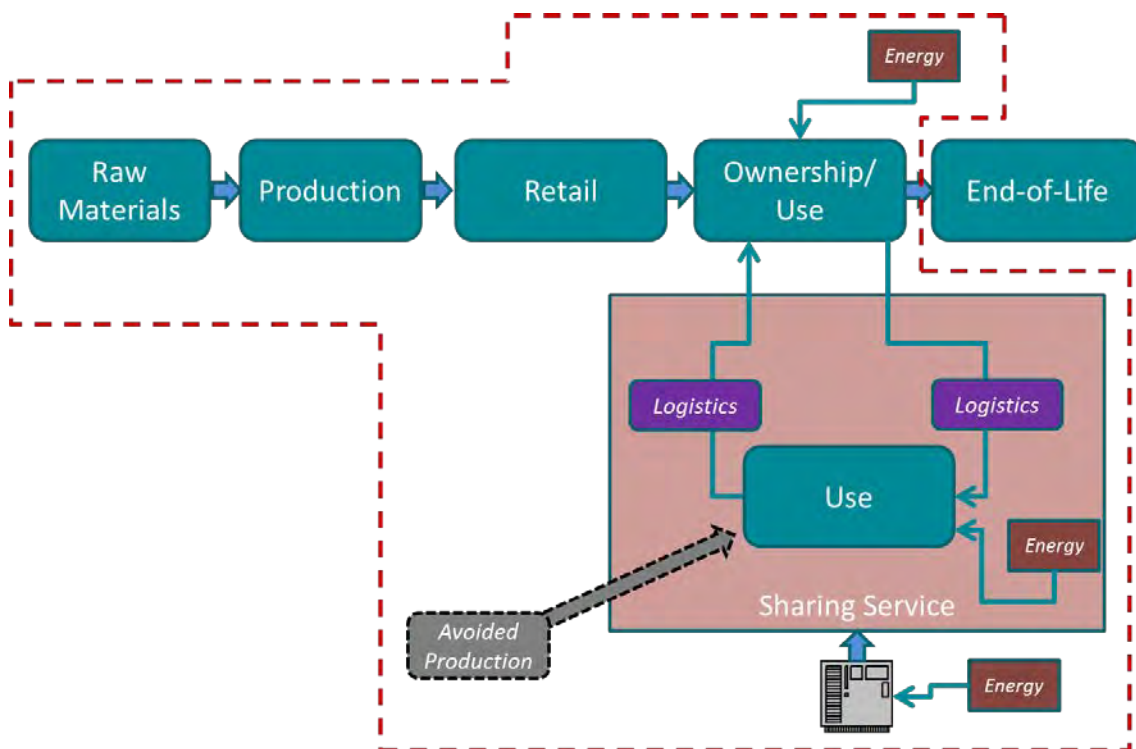 Energy
Raw
Materials
Production
Retail
Ownership/
Use
End-of-Life
Logistics
Logistics
Use
Energy
Sharing Service
Avoided
Production
Energy